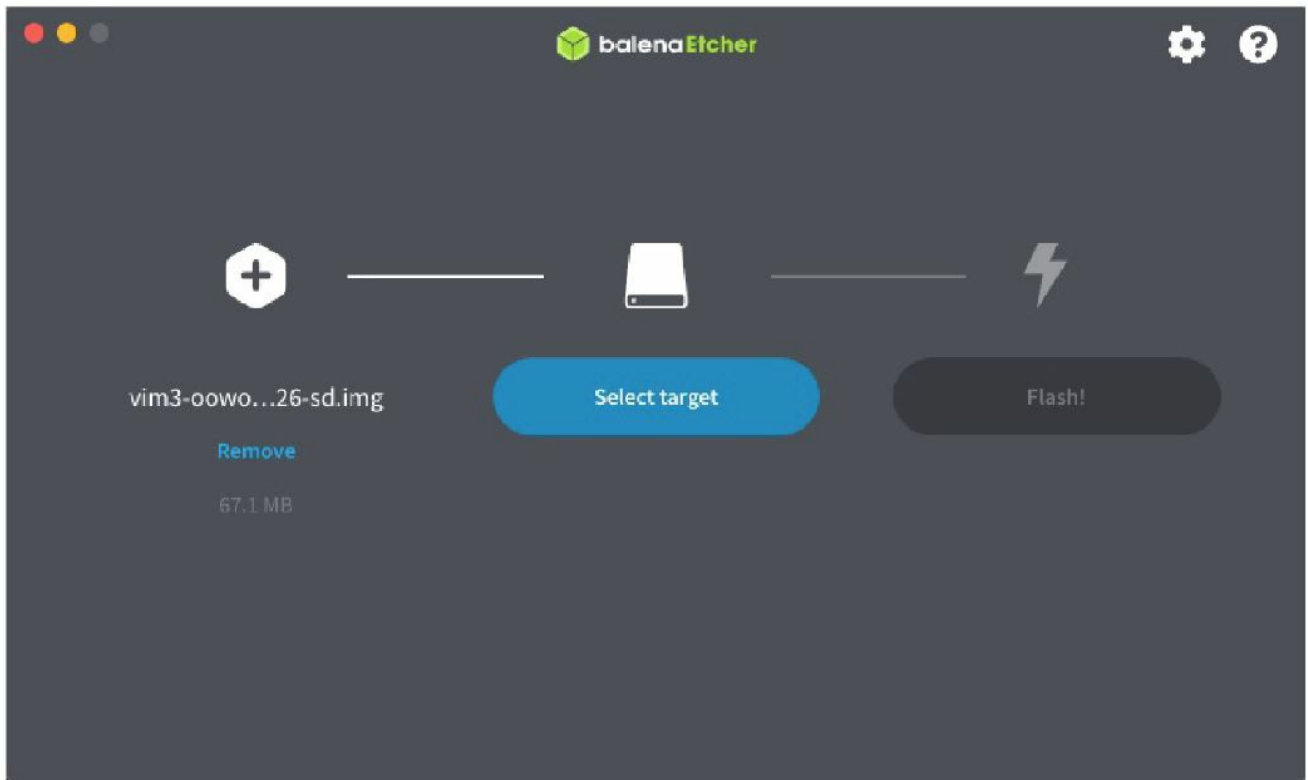 balenaEtcher
vim3-oowo...26-sd.img
Select target
Flash!
Remove
67.1 MB